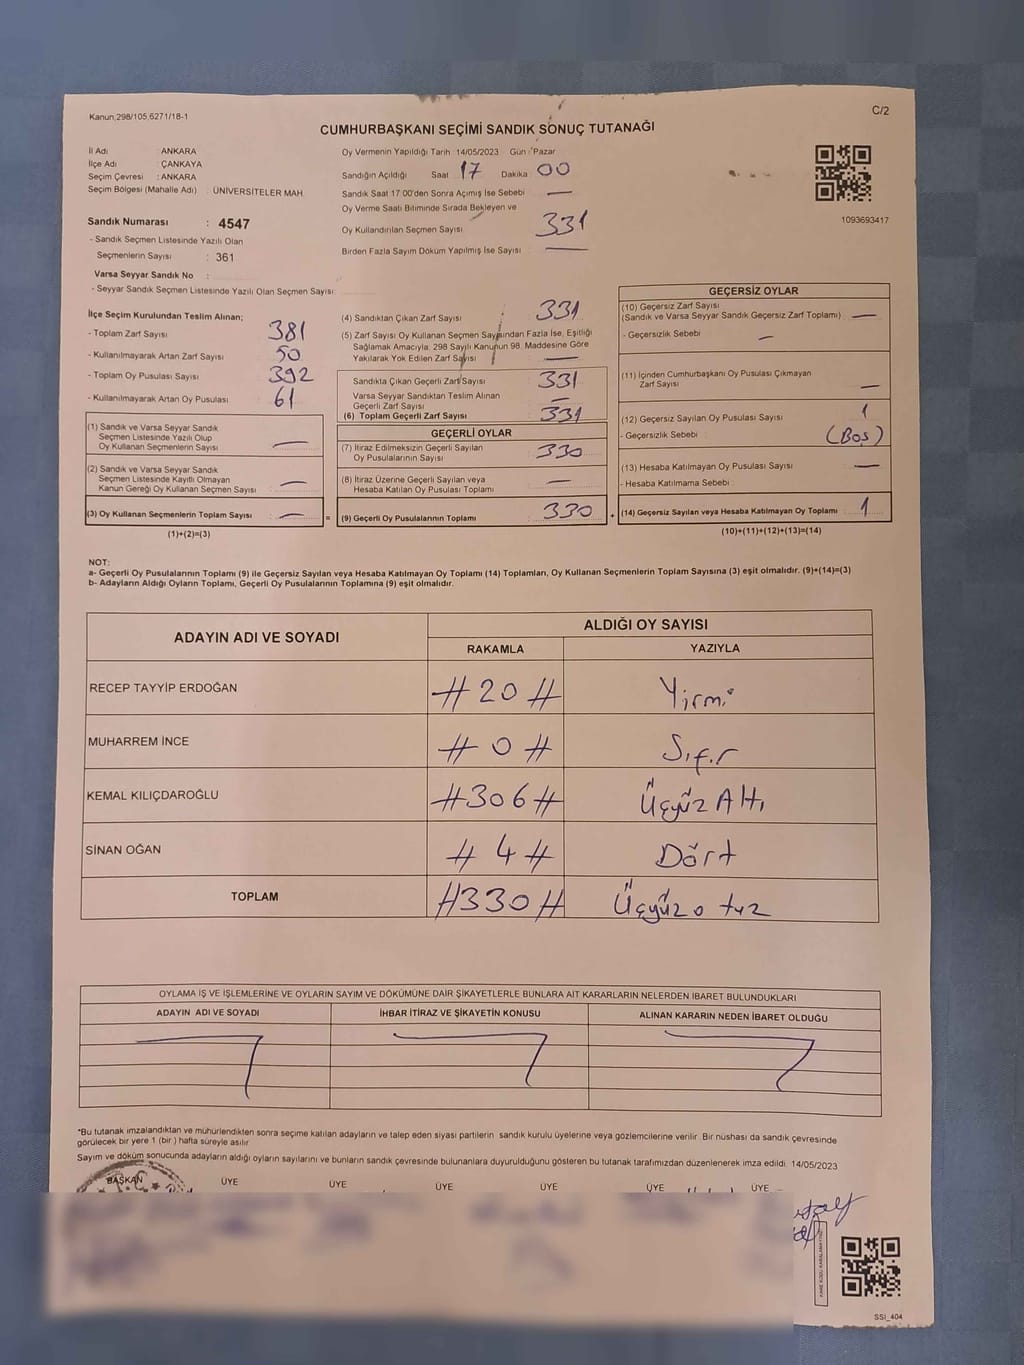 Kanun,298/105,6271/18-1
C/2
CUMHURBAŞKANI SEÇİMİ SANDIK SONUÇ TUTANAĞI
İl Adı : ANKARA
İlçe Adı : ÇANKAYA
Seçim Çevresi : ANKARA
Seçim Bölgesi (Mahalle Adı) : ÜNİVERSİTELER MAH.
Sandık Numarası : 4547
- Sandık Seçmen Listesinde Yazılı Olan
Seçmenlerin Sayısı : 361
Varsa Seyyar Sandık No :
- Seyyar Sandık Seçmen Listesinde Yazılı Olan Seçmen Sayısı:
Oy Vermenin Yapıldığı Tarih 14/05/2023 Gün : Pazar
Sandığın Açıldığı Saat 17 Dakika 00
Sandık Saat 17:00'den Sonra Açımış İse Sebebi —
Oy Verme Saati Bitiminde Sırada Bekleyen ve
Oy Kullandırılan Seçmen Sayısı 331
Birden Fazla Sayım Döküm Yapılmış İse Sayısı —
1093693417
İlçe Seçim Kurulundan Teslim Alınan;
- Toplam Zarf Sayısı 381
- Kullanılmayarak Artan Zarf Sayısı 50
- Toplam Oy Pusulası Sayısı 392
- Kullanılmayarak Artan Oy Pusulası 61
(1) Sandık ve Varsa Seyyar Sandık
Seçmen Listesinde Yazılı Olup
Oy Kullanan Seçmenlerin Sayısı —
(2) Sandık ve Varsa Seyyar Sandık
Seçmen Listesinde Kayıtlı Olmayan
Kanun Gereği Oy Kullanan Seçmen Sayısı —
(3) Oy Kullanan Seçmenlerin Toplam Sayısı —
(1)+(2)=(3)
=
(4) Sandıktan Çıkan Zarf Sayısı 331
(5) Zarf Sayısı Oy Kullanan Seçmen Sayısından Fazla İse, Eşitliği
Sağlamak Amacıyla; 298 Sayılı Kanunun 98. Maddesine Göre
Yakılarak Yok Edilen Zarf Sayısı —
Sandıkta Çıkan Geçerli Zarf Sayısı 331
Varsa Seyyar Sandıktan Teslim Alınan
Geçerli Zarf Sayısı —
(6) Toplam Geçerli Zarf Sayısı 331
GEÇERLİ OYLAR
(7) İtiraz Edilmeksizin Geçerli Sayılan
Oy Pusulalarının Sayısı 330
(8) İtiraz Üzerine Geçerli Sayılan veya
Hesaba Katılan Oy Pusulası Toplamı —
(9) Geçerli Oy Pusulalarının Toplamı 330
+
GEÇERSİZ OYLAR
(10) Geçersiz Zarf Sayısı
(Sandık ve Varsa Seyyar Sandık Geçersiz Zarf Toplamı) —
- Geçersizlik Sebebi : —
(11) İçinden Cumhurbaşkanı Oy Pusulası Çıkmayan
Zarf Sayısı —
(12) Geçersiz Sayılan Oy Pusulası Sayısı 1
- Geçersizlik Sebebi : (Boş)
(13) Hesaba Katılmayan Oy Pusulası Sayısı —
- Hesaba Katılmama Sebebi :
(14) Geçersiz Sayılan veya Hesaba Katılmayan Oy Toplamı 1
(10)+(11)+(12)+(13)=(14)
NOT:
a- Geçerli Oy Pusulalarının Toplamı (9) ile Geçersiz Sayılan veya Hesaba Katılmayan Oy Toplamı (14) Toplamları, Oy Kullanan Seçmenlerin Toplam Sayısına (3) eşit olmalıdır. (9)+(14)=(3)
b- Adayların Aldığı Oyların Toplamı, Geçerli Oy Pusulalarının Toplamına (9) eşit olmalıdır.
ADAYIN ADI VE SOYADI
ALDIĞI OY SAYISI
RAKAMLA YAZIYLA
RECEP TAYYİP ERDOĞAN #20# Yirmi
MUHARREM İNCE #0# Sıfır
KEMAL KILIÇDAROĞLU #306# Üçyüz Altı
SİNAN OĞAN #4# Dört
TOPLAM #330# Üçyüzotuz
OYLAMA İŞ VE İŞLEMLERİNE VE OYLARIN SAYIM VE DÖKÜMÜNE DAİR ŞİKAYETLERLE BUNLARA AİT KARARLARIN NELERDEN İBARET BULUNDUKLARI
ADAYIN ADI VE SOYADI İHBAR İTİRAZ VE ŞİKAYETİN KONUSU ALINAN KARARIN NEDEN İBARET OLDUĞU
*Bu tutanak imzalandıktan ve mühürlendikten sonra seçime katılan adayların ve talep eden siyasi partilerin sandık kurulu üyelerine veya gözlemcilerine verilir. Bir nüshası da sandık çevresinde
görülecek bir yere 1 (bir) hafta süreyle asılır
Sayım ve döküm sonucunda adayların aldığı oyların sayılarını ve bunların sandık çevresinde bulunanlara duyurulduğunu gösteren bu tutanak tarafımızdan düzenlenerek imza edildi. 14/05/2023
BAŞKAN ÜYE ÜYE ÜYE ÜYE ÜYE ÜYE
KARE KODU KARALAMAYINIZ
SSI_404